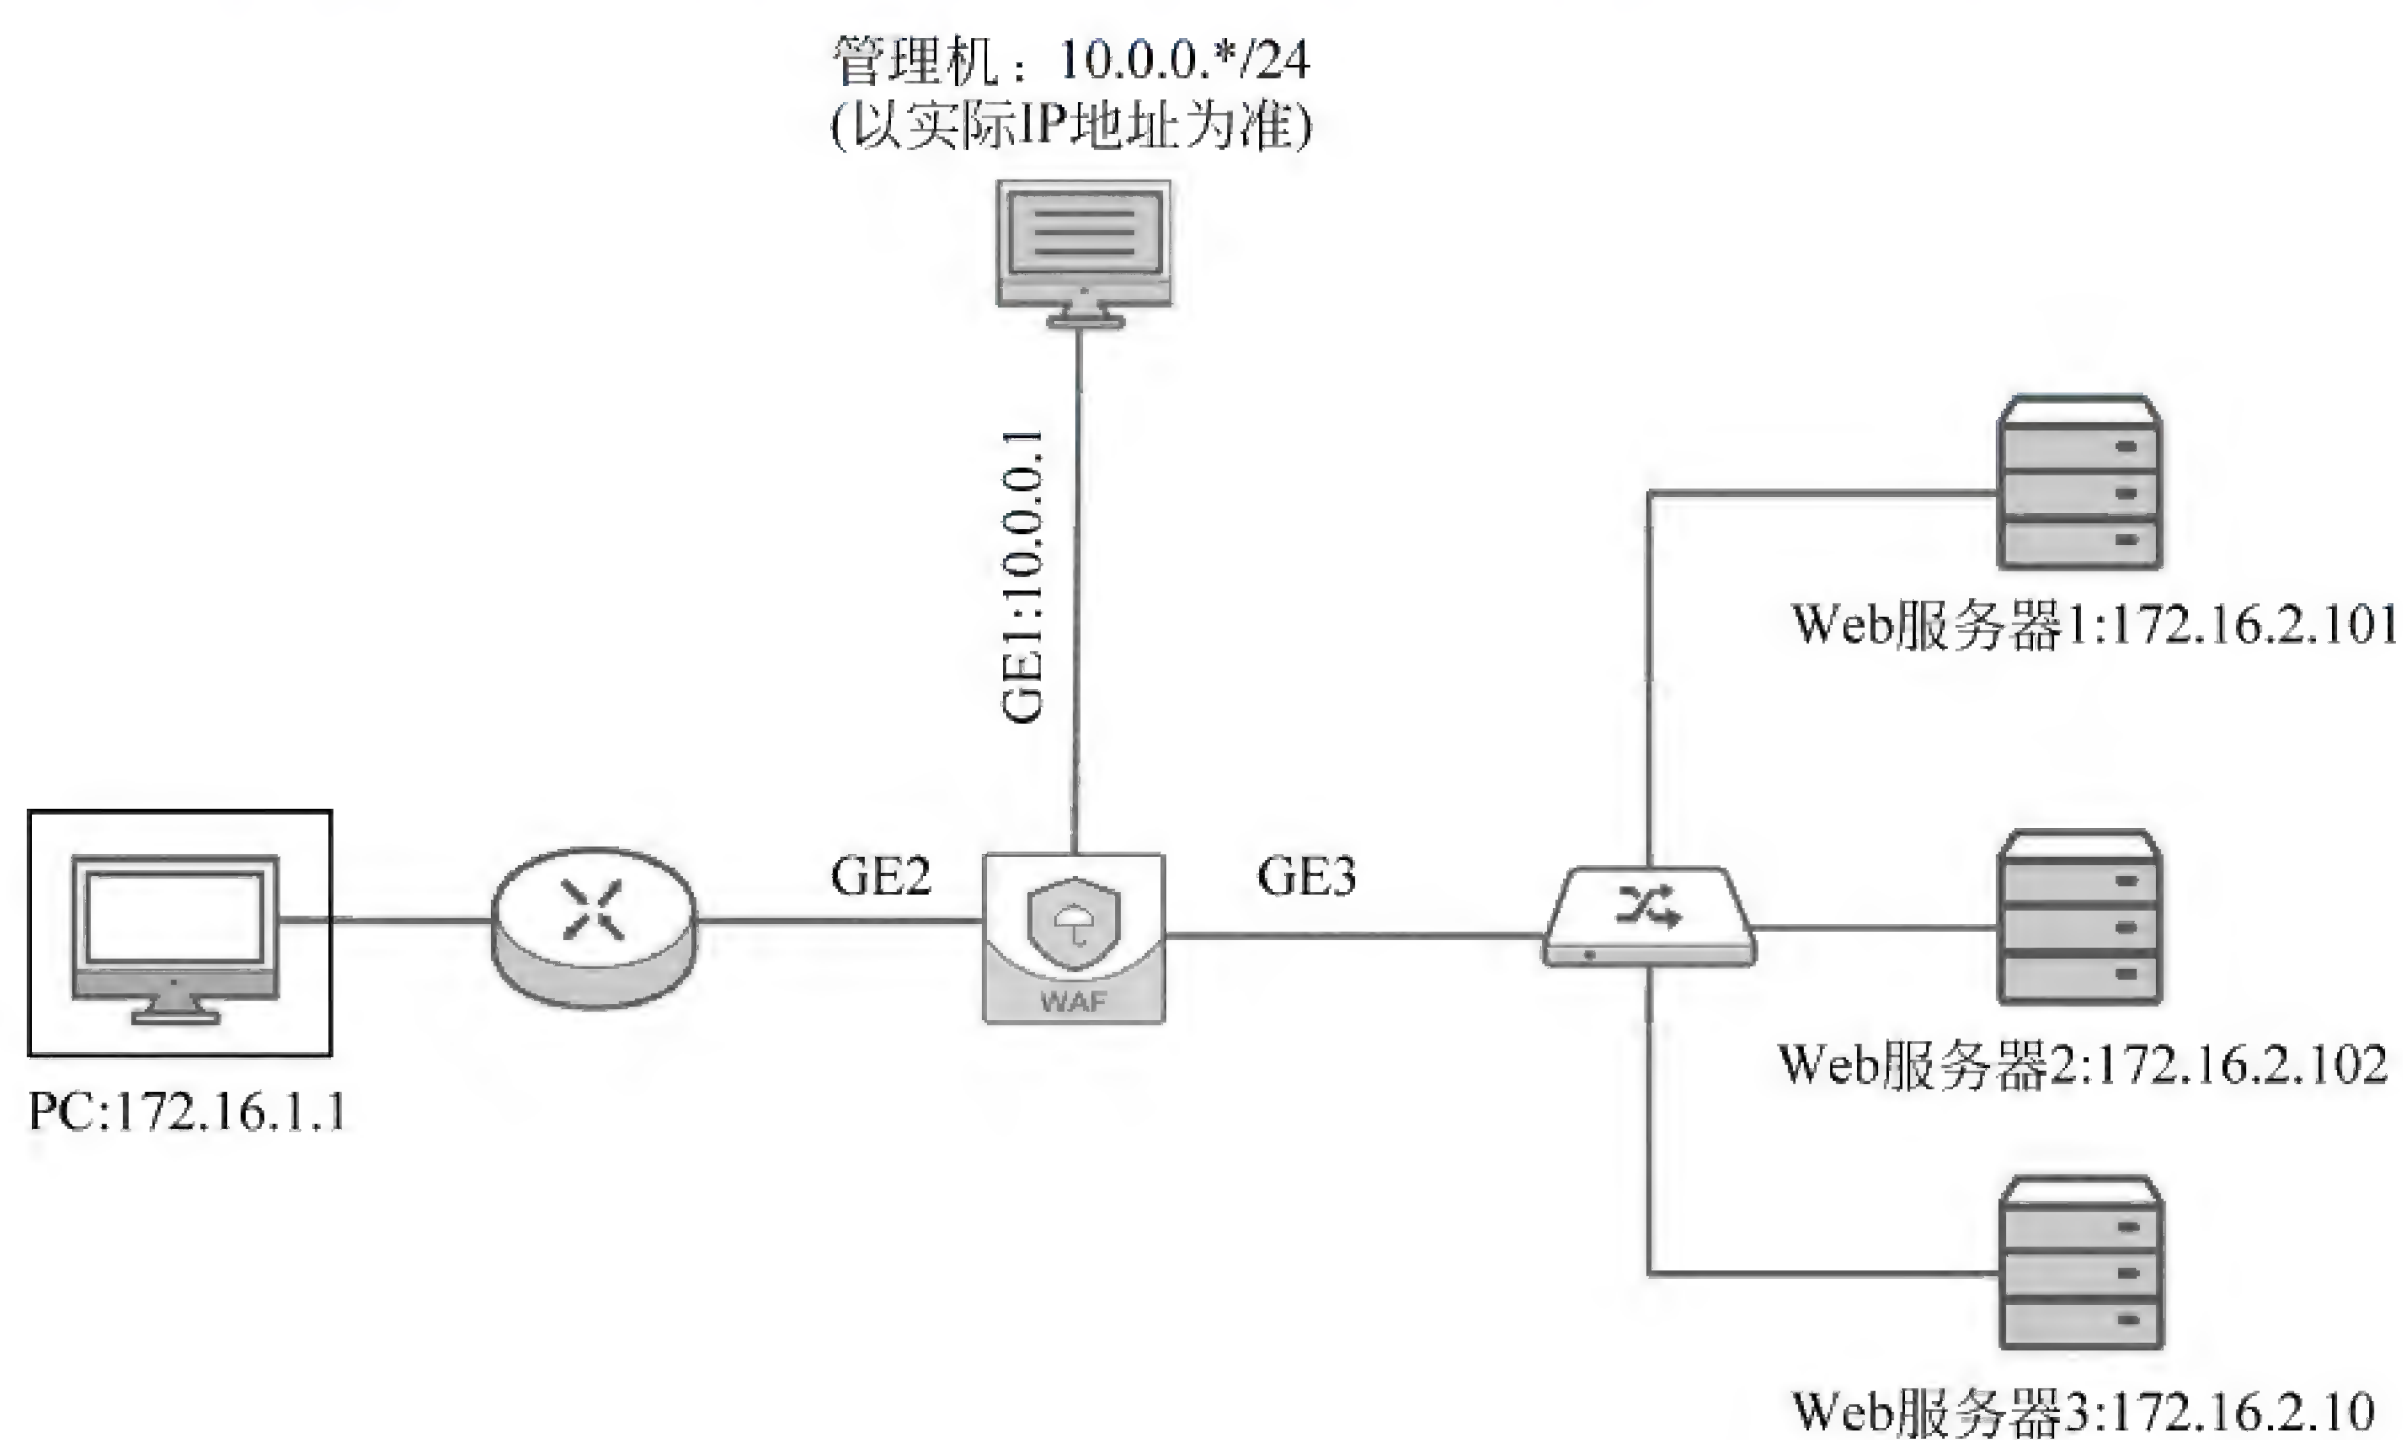 管理机：10.0.0.*/24
(以实际IP地址为准)
GE1:10.0.0.1
Web服务器1:172.16.2.101
GE2
GE3
WAF
Web服务器2:172.16.2.102
PC:172.16.1.1
Web服务器3:172.16.2.10